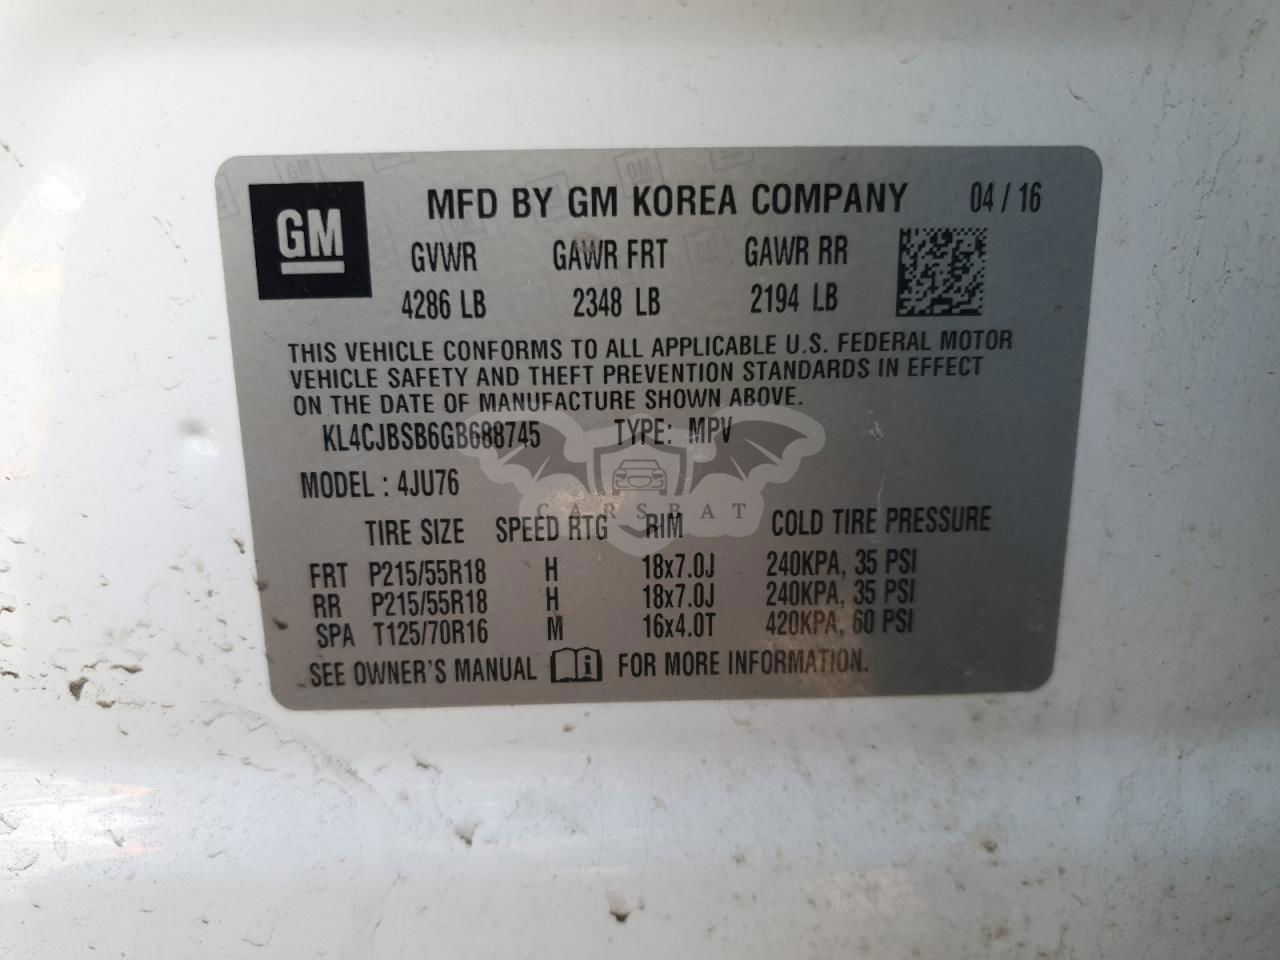 GM
MFD BY GM KOREA COMPANY 04 / 16
GVWR GAWR FRT GAWR RR
4286 LB 2348 LB 2194 LB
THIS VEHICLE CONFORMS TO ALL APPLICABLE U.S. FEDERAL MOTOR
VEHICLE SAFETY AND THEFT PREVENTION STANDARDS IN EFFECT
ON THE DATE OF MANUFACTURE SHOWN ABOVE.
KL4CJBSB6GB688745 TYPE: MPV
MODEL : 4JU76
CARSBAT
TIRE SIZE SPEED RTG RIM COLD TIRE PRESSURE
FRT P215/55R18 H 18x7.0J 240KPA, 35 PSI
RR P215/55R18 H 18x7.0J 240KPA, 35 PSI
SPA T125/70R16 M 16x4.0T 420KPA, 60 PSI
SEE OWNER'S MANUAL i FOR MORE INFORMATION.